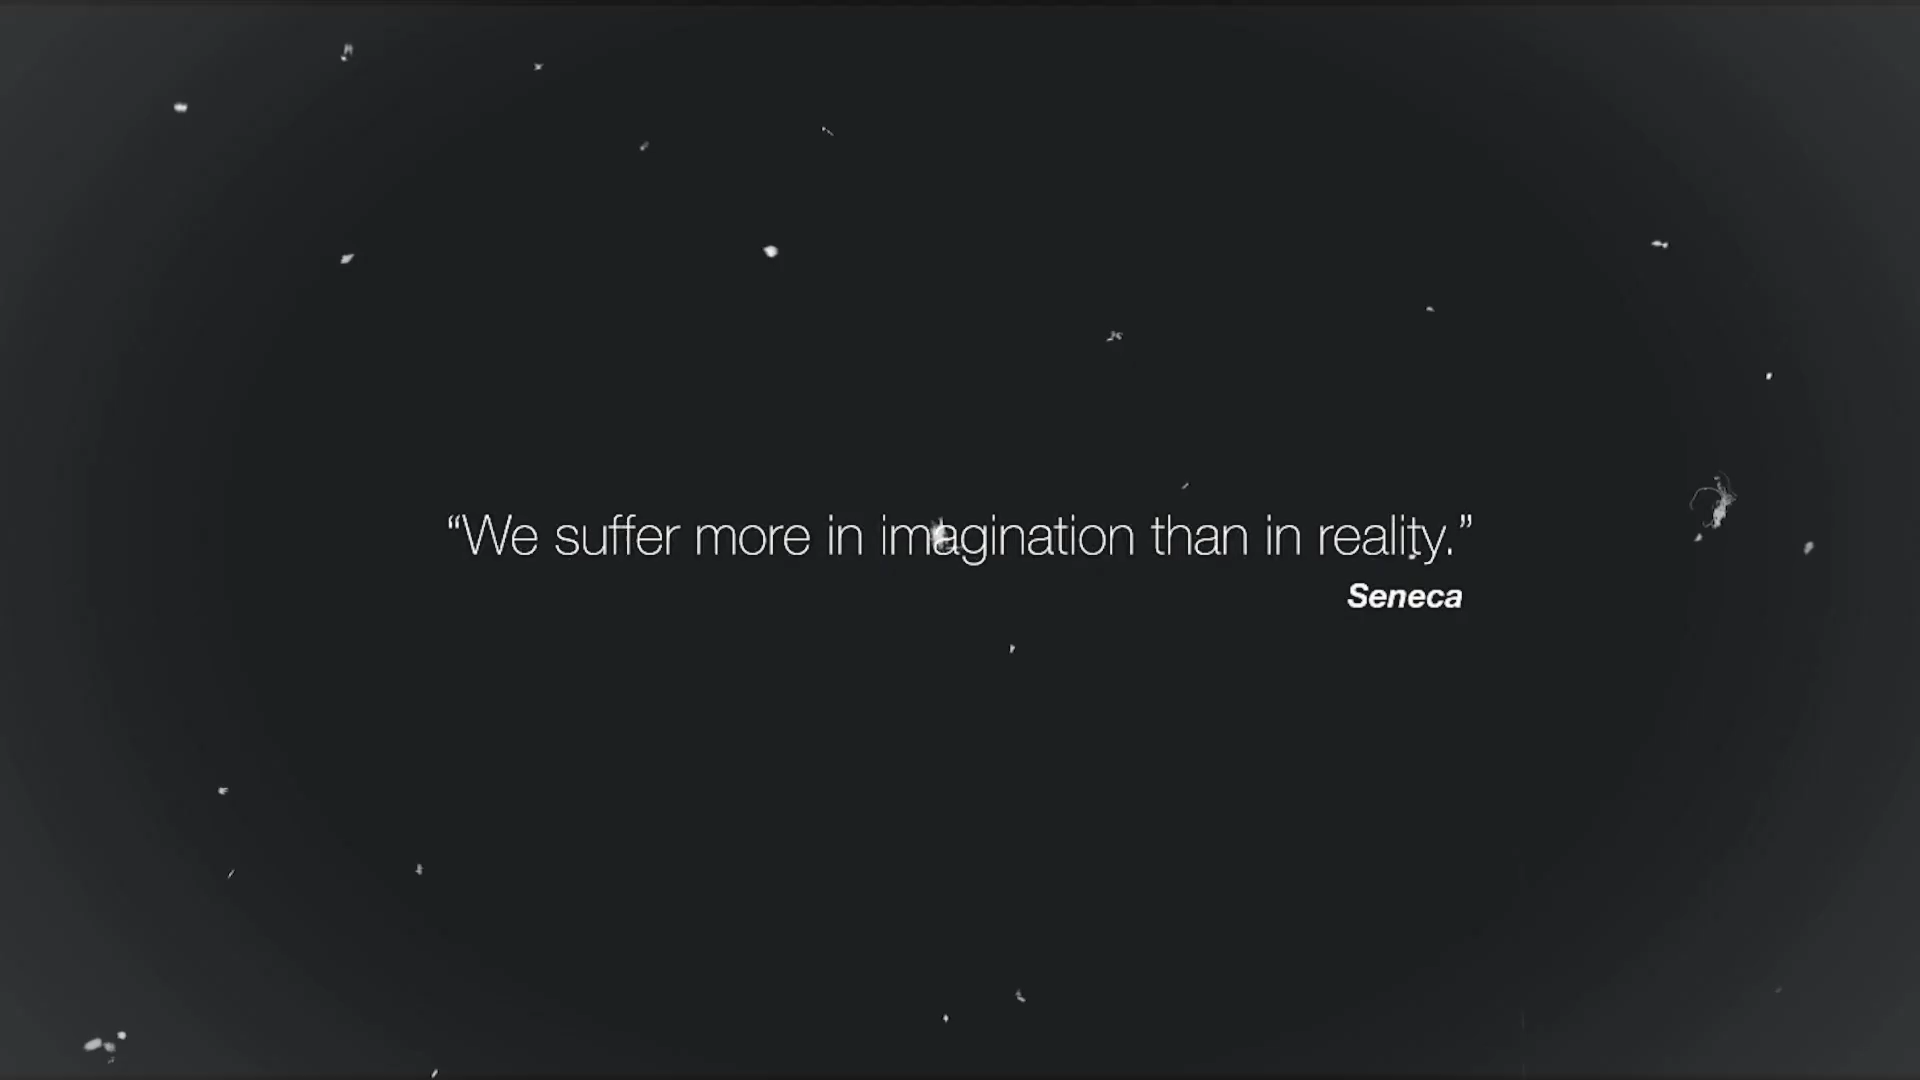 “We suffer more in imagination than in reality.”
Seneca